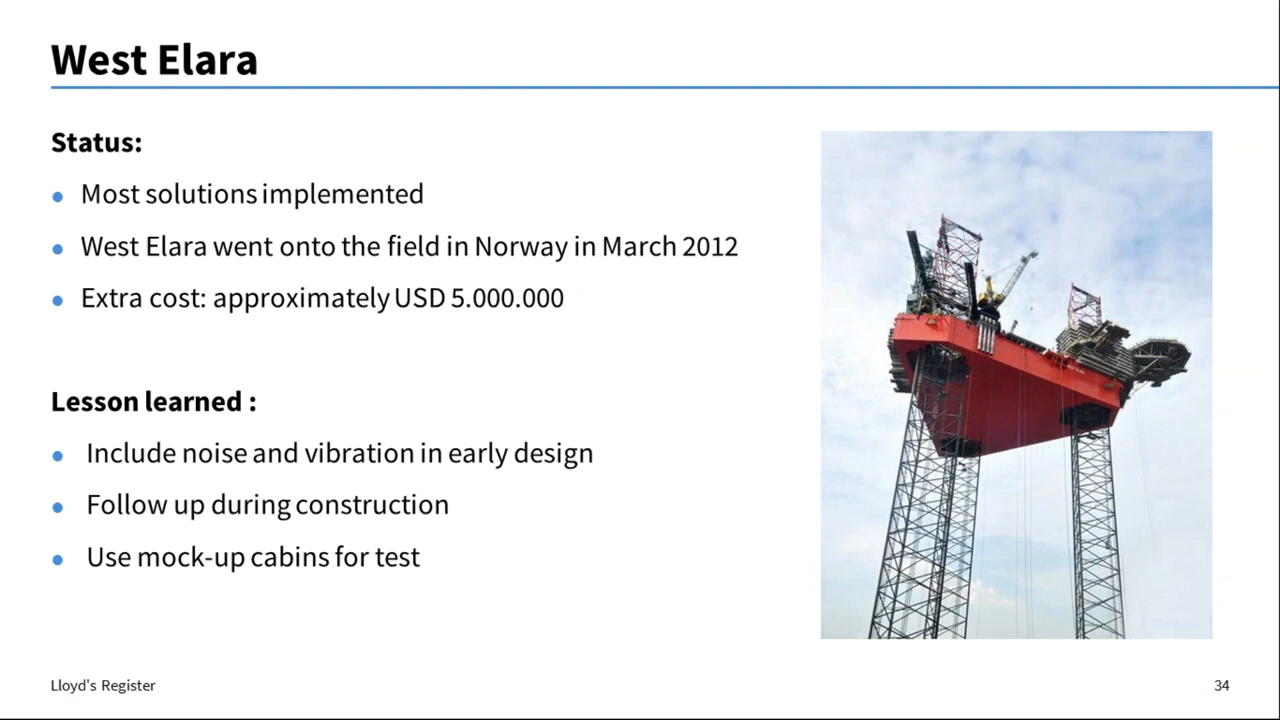 West Elara
Status:
Most solutions implemented
West Elara went onto the field in Norway in March 2012
Extra cost: approximately USD 5.000.000
Lesson learned :
Include noise and vibration in early design
Follow up during construction
Use mock-up cabins for test
Lloyd's Register
34